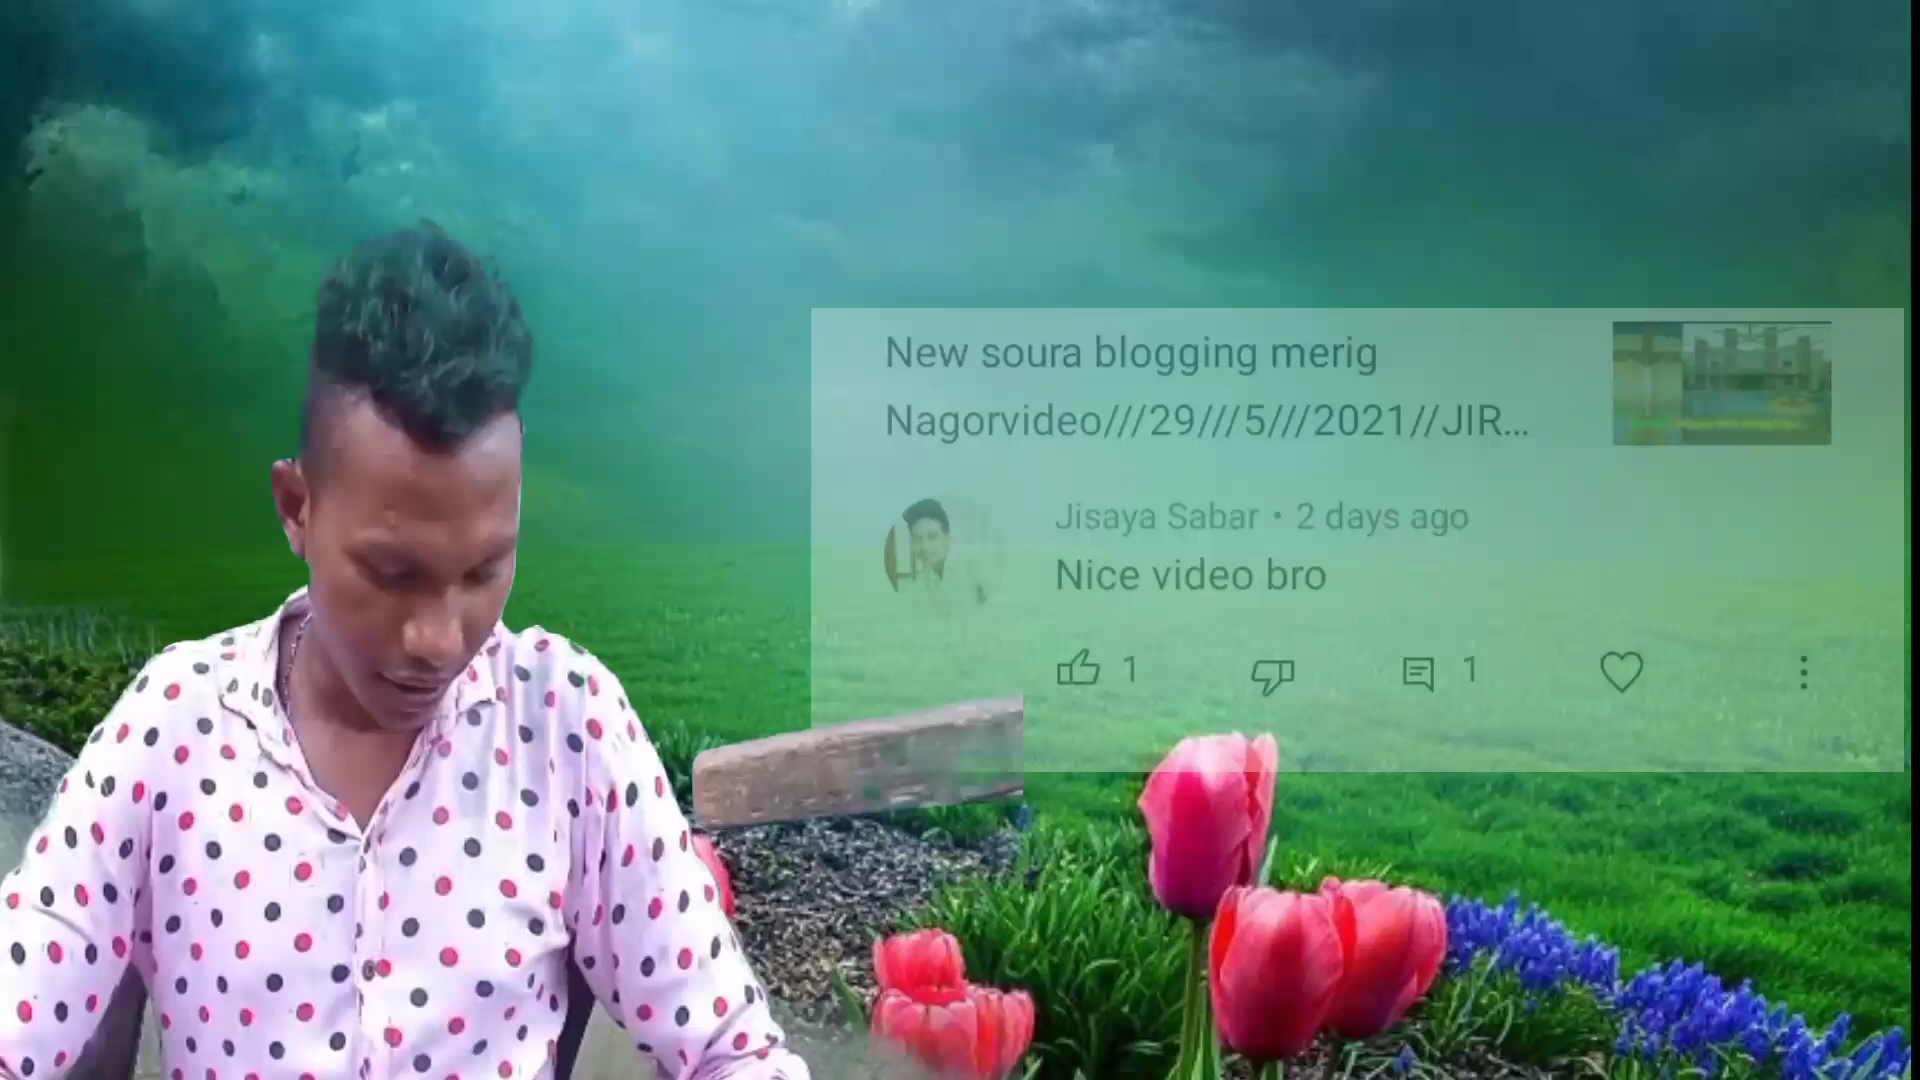 New soura blogging merig
Nagorvideo///29///5///2021//JIR...
Jisaya Sabar • 2 days ago
Nice video bro
1 1